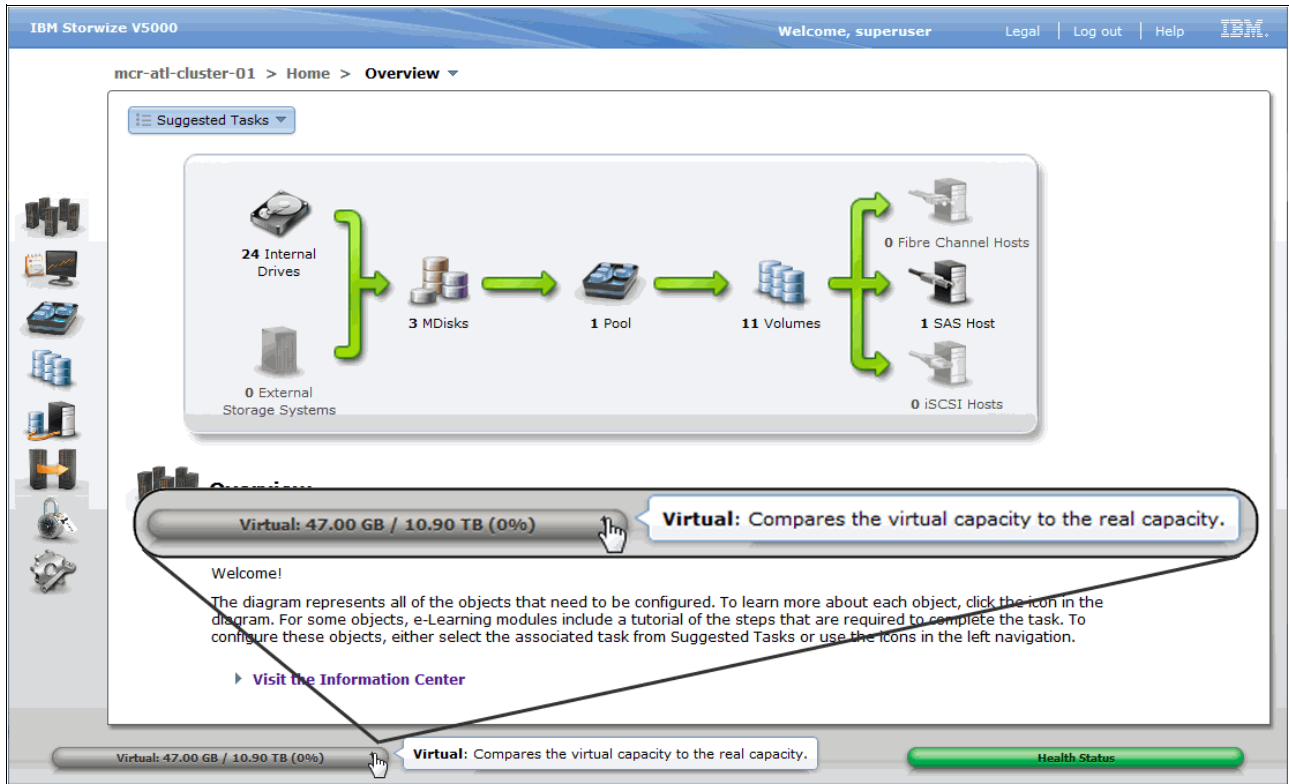 IBM Storwize V5000
Welcome, superuser
Legal
Log out
Help
IBM.
mcr-atl-cluster-01 > Home > Overview
Suggested Tasks
24 Internal
Drives
0 External
Storage Systems
3 MDisks
1 Pool
11 Volumes
0 Fibre Channel Hosts
1 SAS Host
0 iSCSI Hosts
Overview
Virtual: 47.00 GB / 10.90 TB (0%)
Virtual: Compares the virtual capacity to the real capacity.
Welcome!
The diagram represents all of the objects that need to be configured. To learn more about each object, click the icon in the
diagram. For some objects, e-Learning modules include a tutorial of the steps that are required to complete the task. To
configure these objects, either select the associated task from Suggested Tasks or use the icons in the left navigation.
Visit the Information Center
Virtual: 47.00 GB / 10.90 TB (0%)
Virtual: Compares the virtual capacity to the real capacity.
Health Status